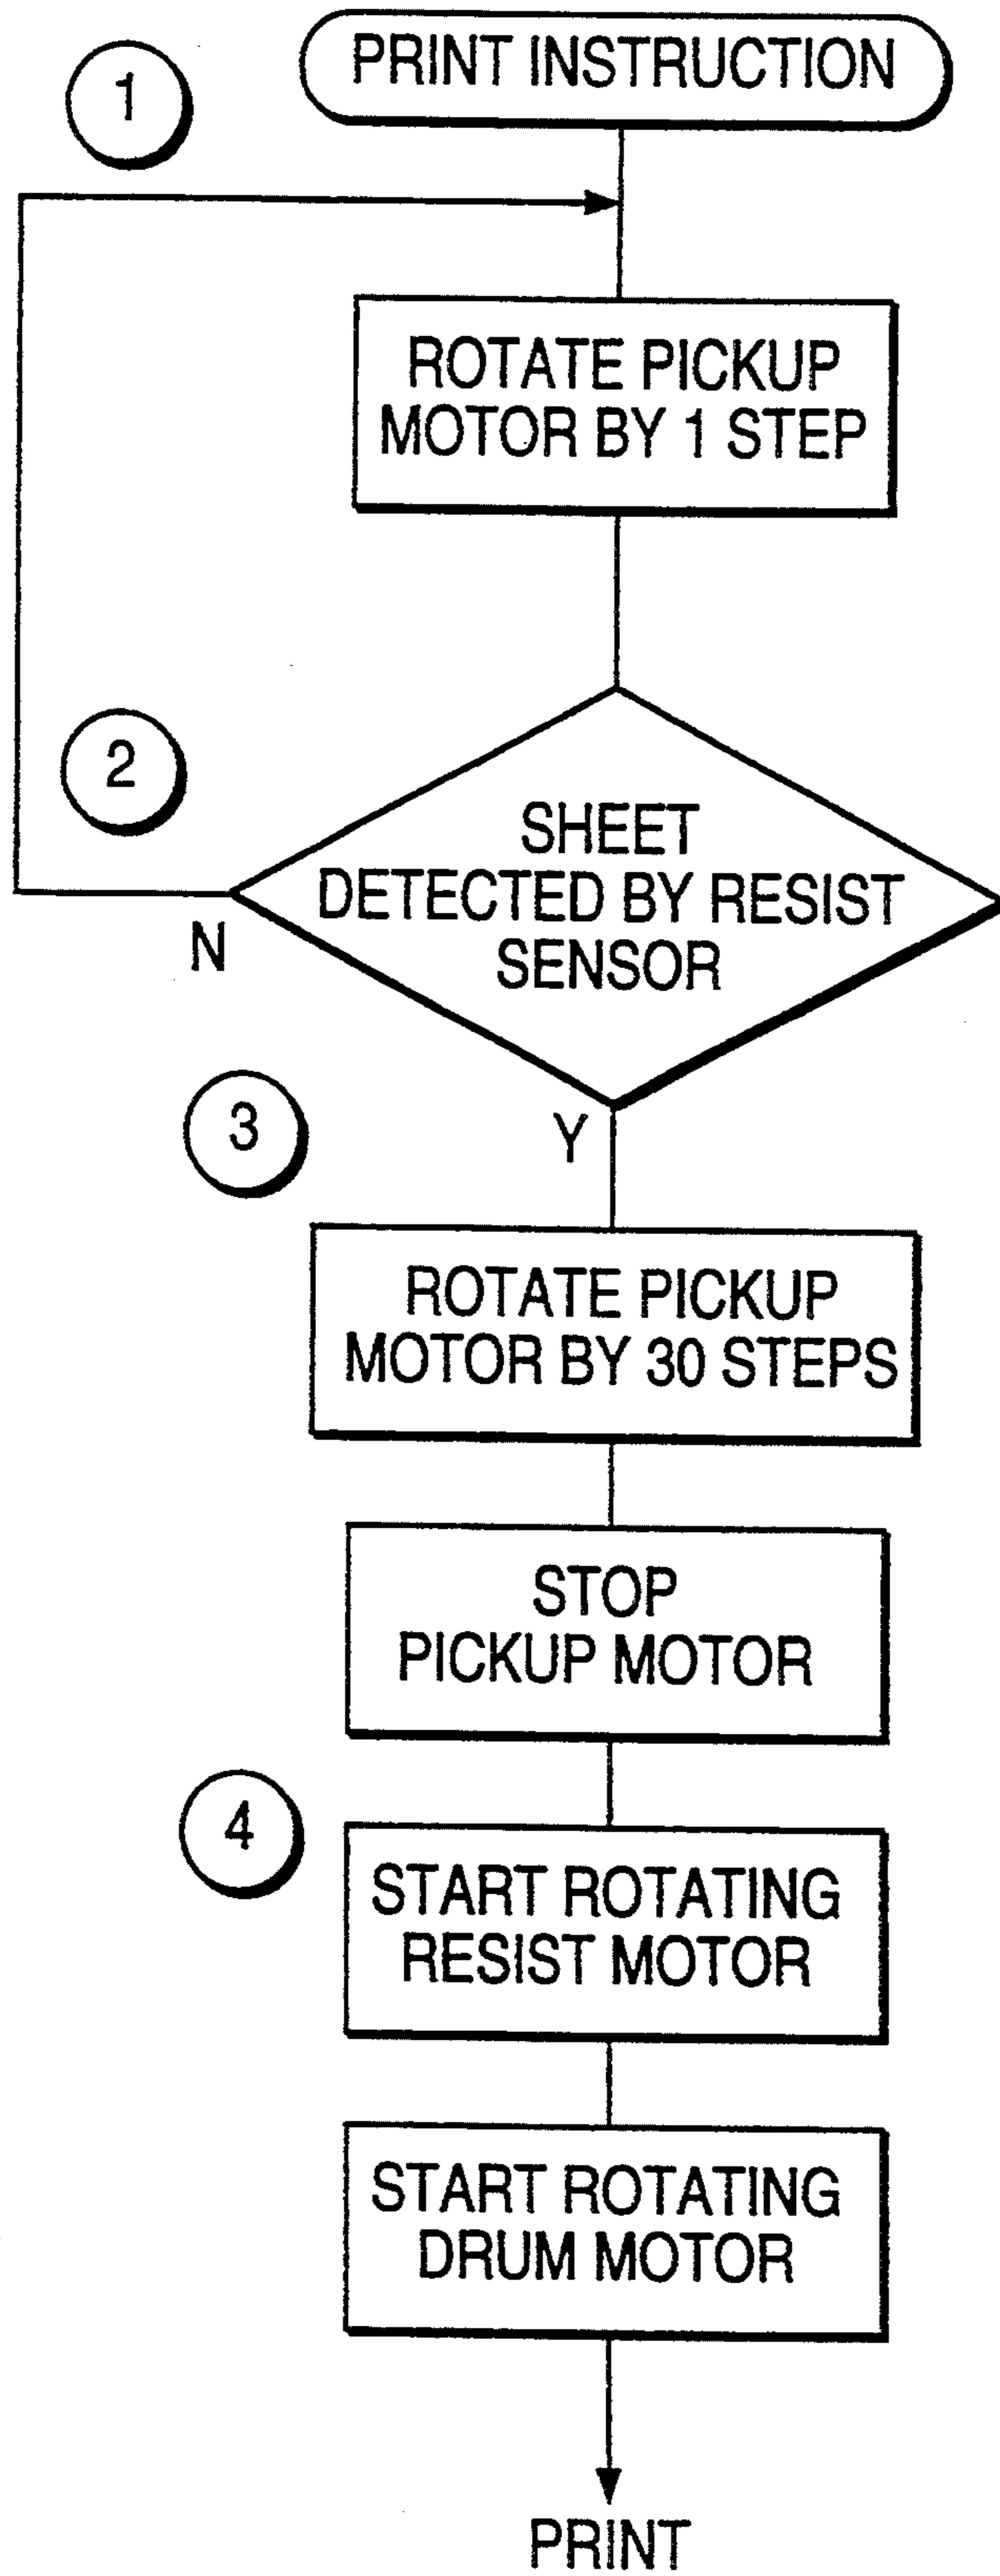 1
PRINT INSTRUCTION
ROTATE PICKUP
MOTOR BY 1 STEP
2
SHEET
DETECTED BY RESIST
SENSOR
N
3
Y
ROTATE PICKUP
MOTOR BY 30 STEPS
STOP
PICKUP MOTOR
4
START ROTATING
RESIST MOTOR
START ROTATING
DRUM MOTOR
PRINT